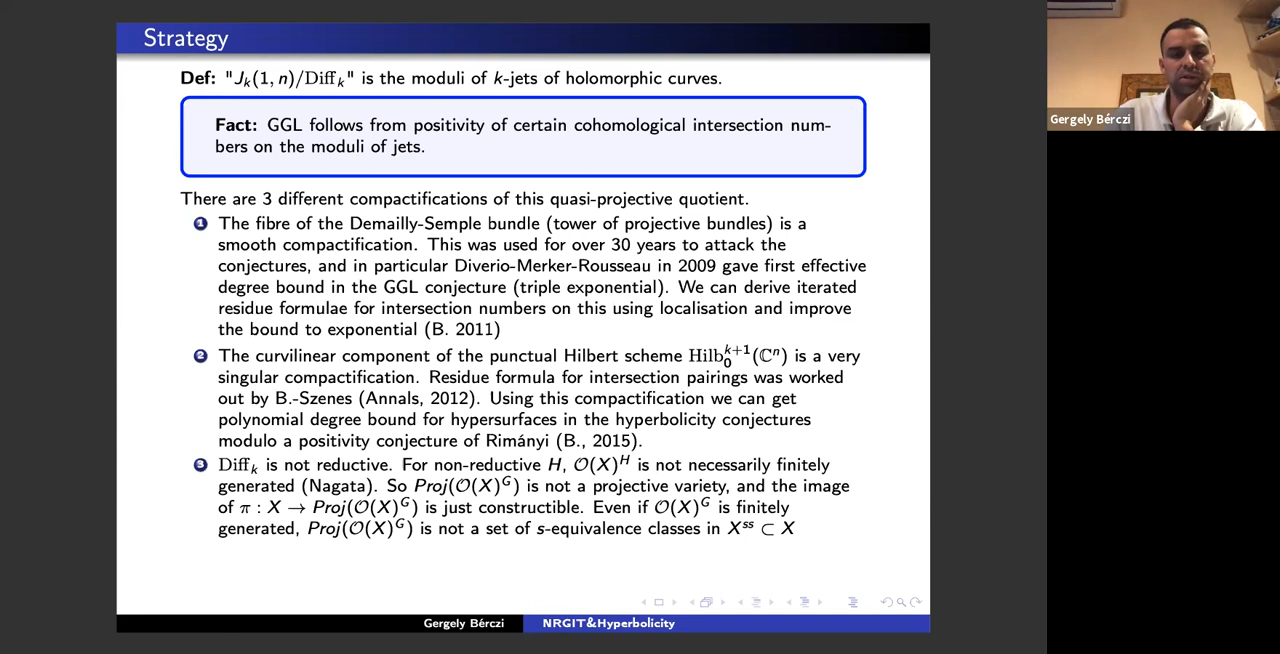 Strategy
Def: "J_k(1, n)/Diff_k" is the moduli of k-jets of holomorphic curves.
Fact: GGL follows from positivity of certain cohomological intersection num-
bers on the moduli of jets.
There are 3 different compactifications of this quasi-projective quotient.
1 The fibre of the Demailly-Semple bundle (tower of projective bundles) is a
smooth compactification. This was used for over 30 years to attack the
conjectures, and in particular Diverio-Merker-Rousseau in 2009 gave first effective
degree bound in the GGL conjecture (triple exponential). We can derive iterated
residue formulae for intersection numbers on this using localisation and improve
the bound to exponential (B. 2011)
2 The curvilinear component of the punctual Hilbert scheme Hilb_0^{k+1}(ℂ^n) is a very
singular compactification. Residue formula for intersection pairings was worked
out by B.-Szenes (Annals, 2012). Using this compactification we can get
polynomial degree bound for hypersurfaces in the hyperbolicity conjectures
modulo a positivity conjecture of Rimányi (B., 2015).
3 Diff_k is not reductive. For non-reductive H, O(X)^H is not necessarily finitely
generated (Nagata). So Proj(O(X)^G) is not a projective variety, and the image
of π : X → Proj(O(X)^G) is just constructible. Even if O(X)^G is finitely
generated, Proj(O(X)^G) is not a set of s-equivalence classes in X^{ss} ⊂ X
Gergely Bérczi
NRGIT&Hyperbolicity
Gergely Bérczi